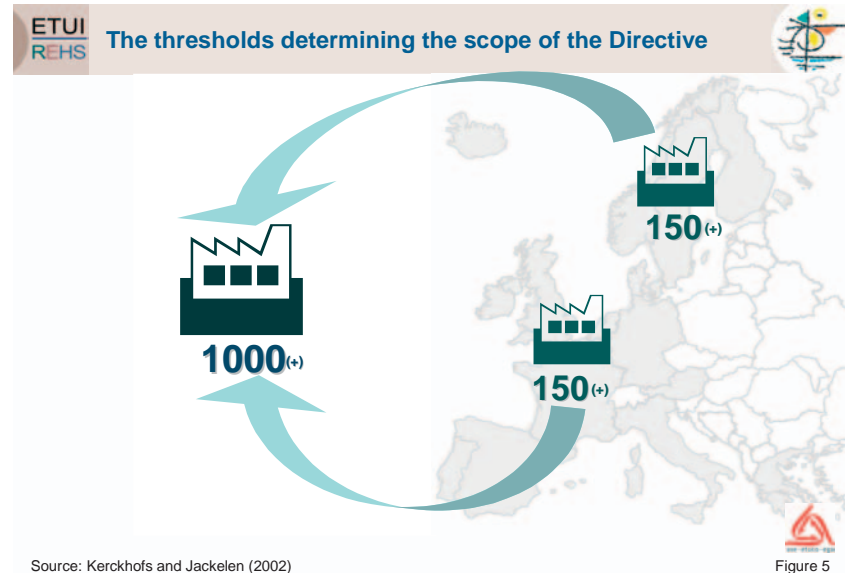 ETUI
REHS
The thresholds determining the scope of the Directive
150(+)
1000(+)
150(+)
Source: Kerckhofs and Jackelen (2002)
Figure 5